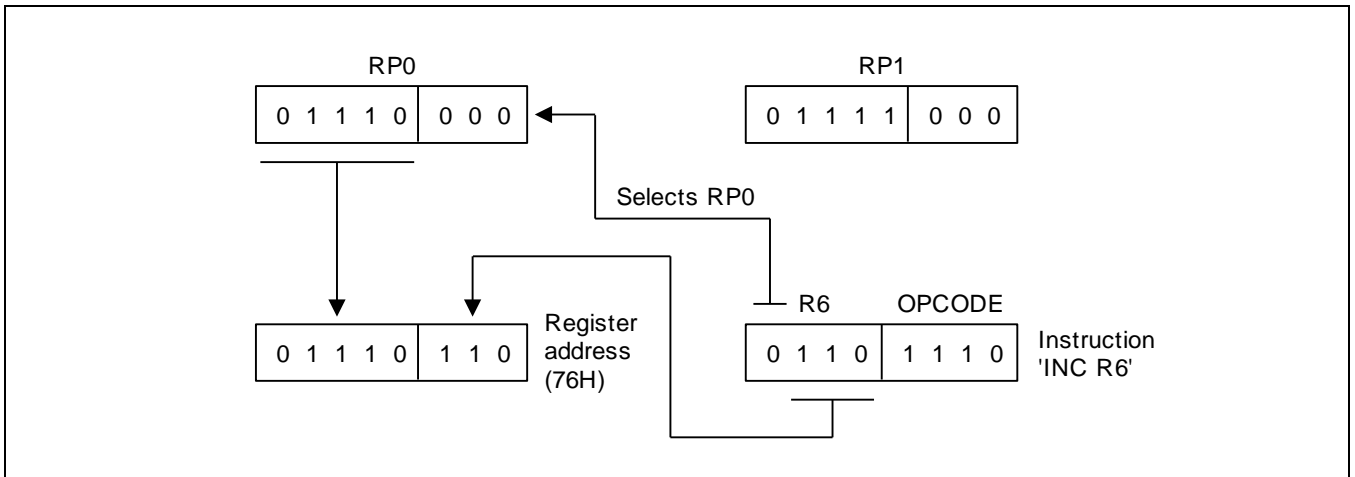 RP0 RP1
0 1 1 1 0 0 0 0 0 1 1 1 1 0 0 0
Selects RP0
R6 OPCODE
0 1 1 1 0 1 1 0 Register address (76H) 0 1 1 0 1 1 1 0 Instruction 'INC R6'